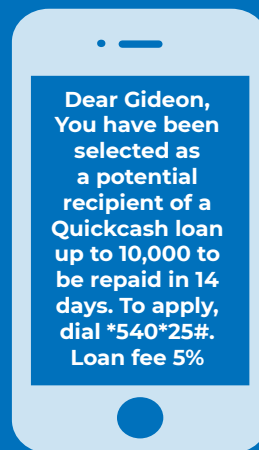 Dear Gideon,
You have been
selected as
a potential
recipient of a
Quickcash loan
up to 10,000 to
be repaid in 14
days. To apply,
dial *540*25#.
Loan fee 5%